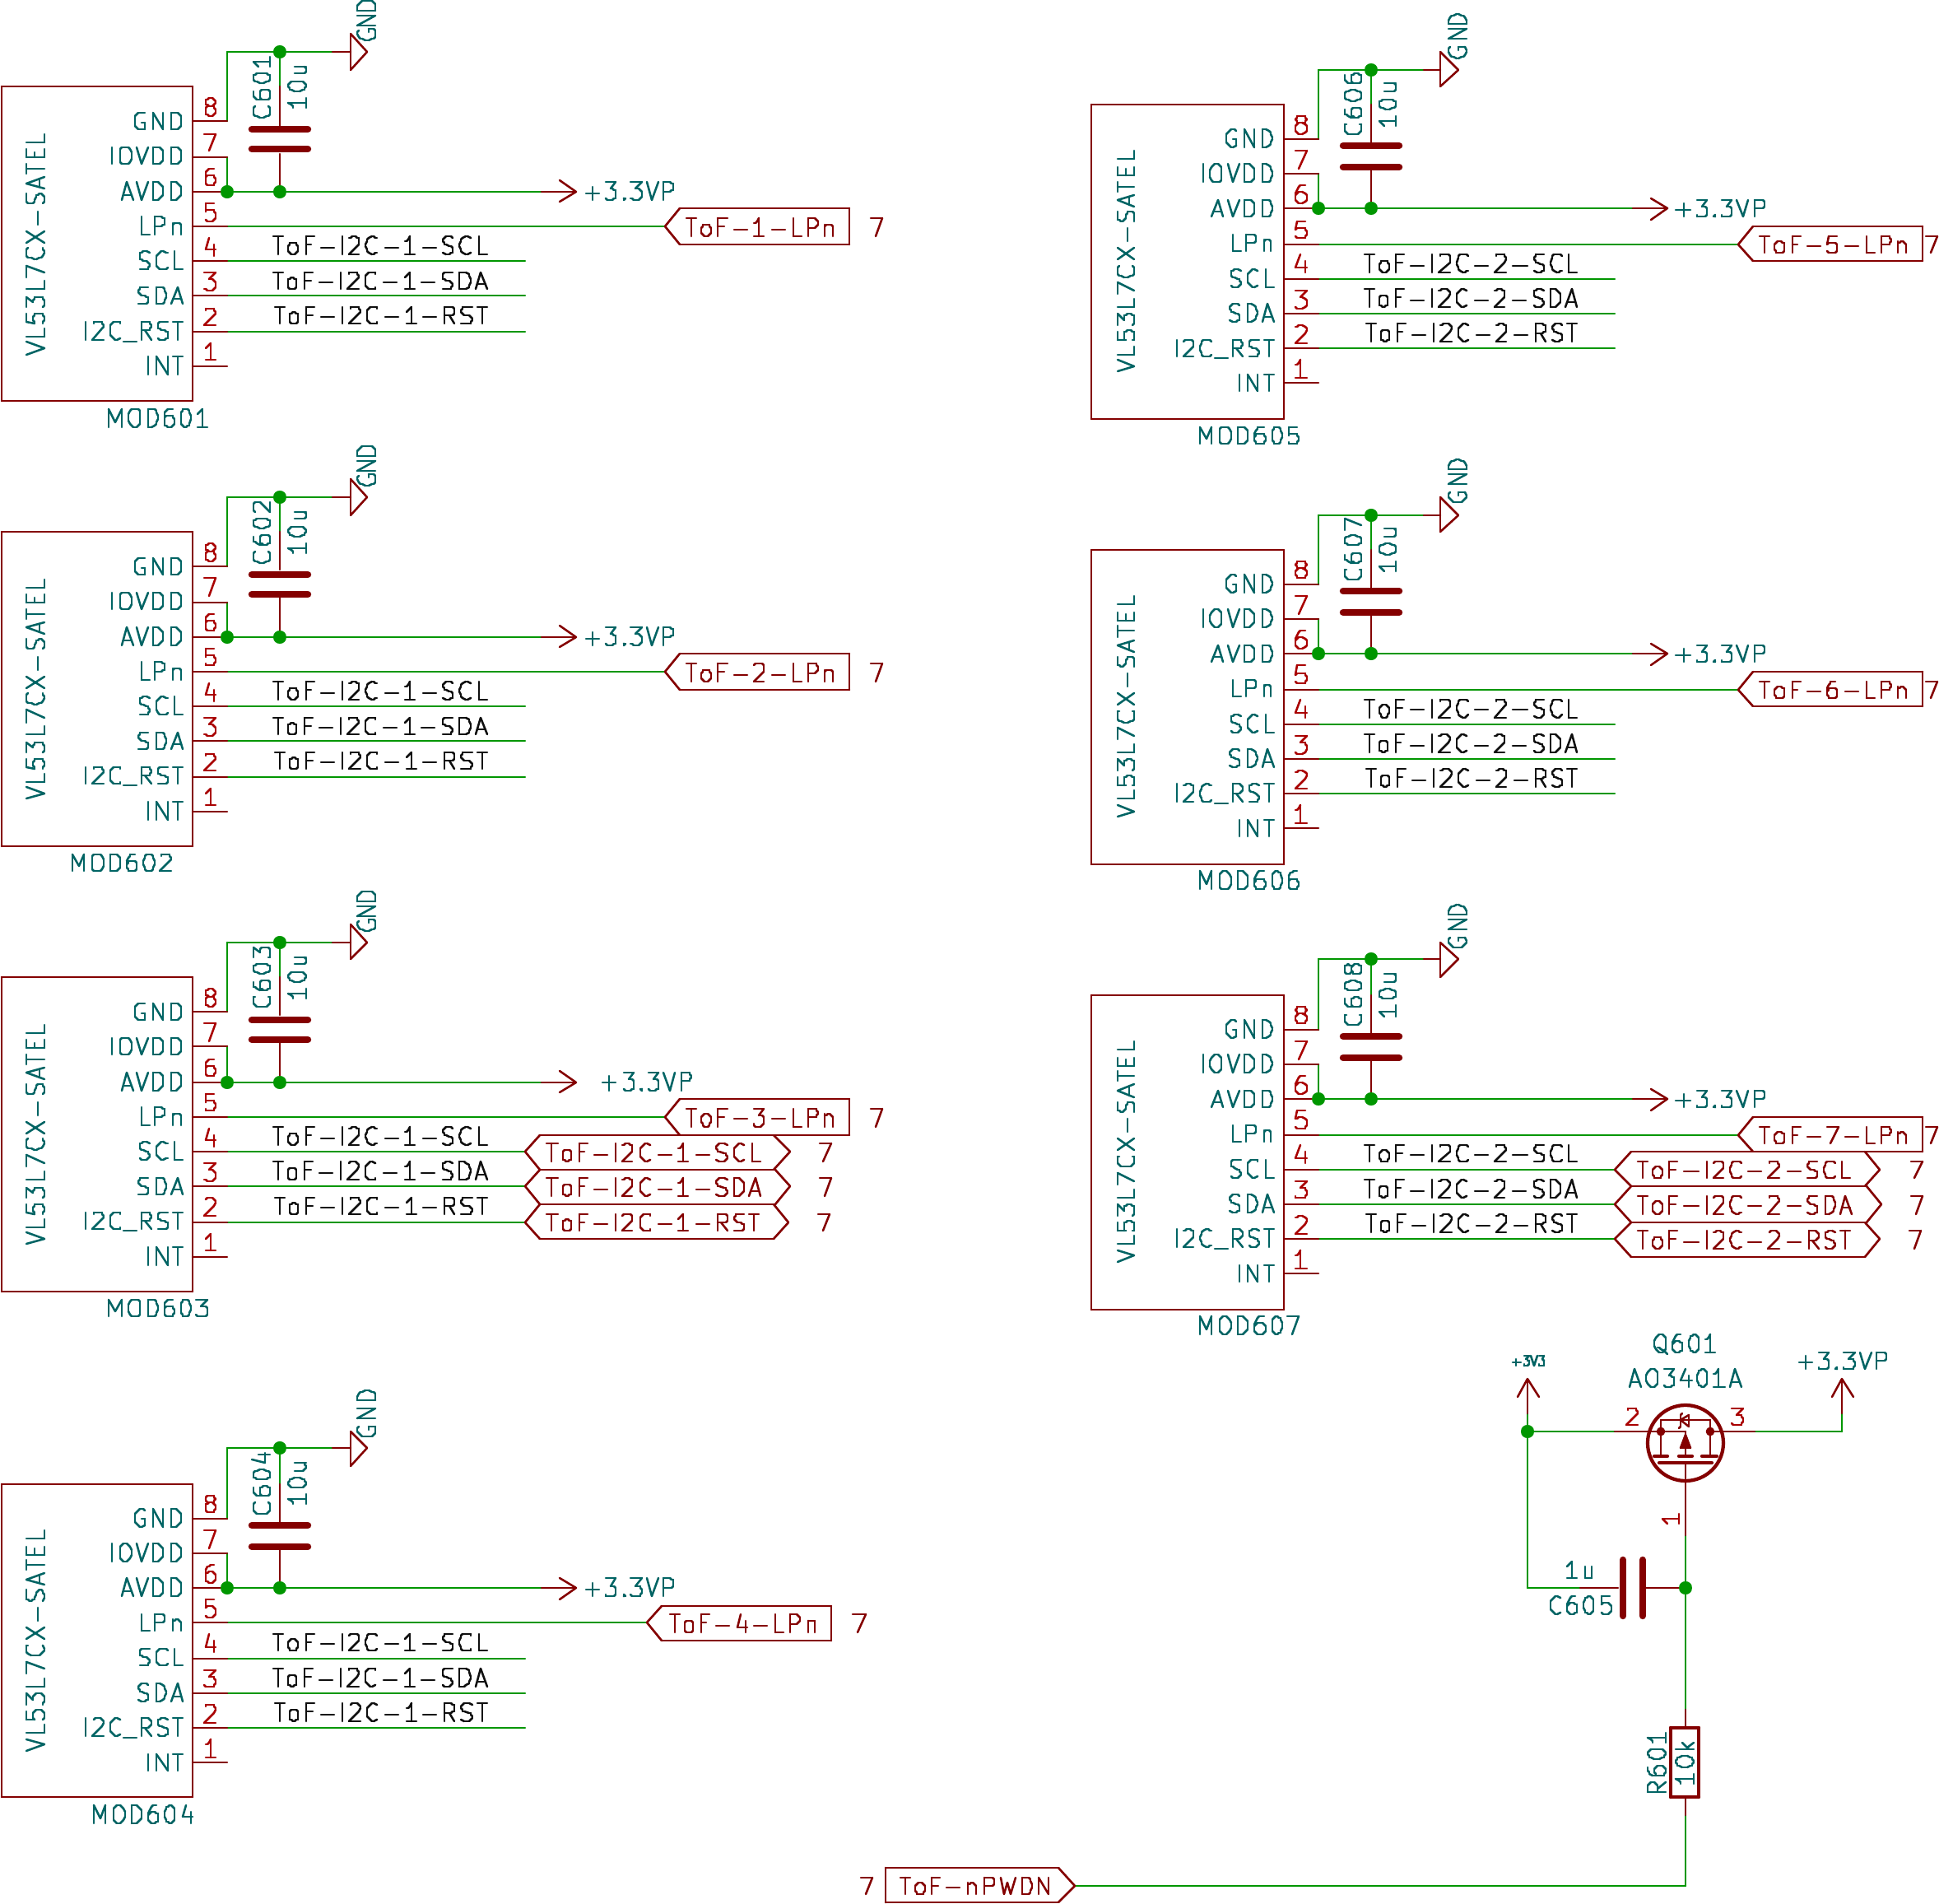 GND
C601
10u
VL53L7CX-SATEL
GND 8
IOVDD 7
AVDD 6
+3.3VP
LPn 5
ToF-1-LPn 7
SCL 4 ToF-I2C-1-SCL
SDA 3 ToF-I2C-1-SDA
I2C_RST 2 ToF-I2C-1-RST
INT 1
MOD601
GND
C602
10u
VL53L7CX-SATEL
GND 8
IOVDD 7
AVDD 6
+3.3VP
LPn 5
ToF-2-LPn 7
SCL 4 ToF-I2C-1-SCL
SDA 3 ToF-I2C-1-SDA
I2C_RST 2 ToF-I2C-1-RST
INT 1
MOD602
GND
C603
10u
VL53L7CX-SATEL
GND 8
IOVDD 7
AVDD 6
+3.3VP
LPn 5
ToF-3-LPn 7
SCL 4 ToF-I2C-1-SCL ToF-I2C-1-SCL 7
SDA 3 ToF-I2C-1-SDA ToF-I2C-1-SDA 7
I2C_RST 2 ToF-I2C-1-RST ToF-I2C-1-RST 7
INT 1
MOD603
GND
C604
10u
VL53L7CX-SATEL
GND 8
IOVDD 7
AVDD 6
+3.3VP
LPn 5
ToF-4-LPn 7
SCL 4 ToF-I2C-1-SCL
SDA 3 ToF-I2C-1-SDA
I2C_RST 2 ToF-I2C-1-RST
INT 1
MOD604
GND
C606
10u
VL53L7CX-SATEL
GND 8
IOVDD 7
AVDD 6
+3.3VP
LPn 5
ToF-5-LPn 7
SCL 4 ToF-I2C-2-SCL
SDA 3 ToF-I2C-2-SDA
I2C_RST 2 ToF-I2C-2-RST
INT 1
MOD605
GND
C607
10u
VL53L7CX-SATEL
GND 8
IOVDD 7
AVDD 6
+3.3VP
LPn 5
ToF-6-LPn 7
SCL 4 ToF-I2C-2-SCL
SDA 3 ToF-I2C-2-SDA
I2C_RST 2 ToF-I2C-2-RST
INT 1
MOD606
GND
C608
10u
VL53L7CX-SATEL
GND 8
IOVDD 7
AVDD 6
+3.3VP
LPn 5
ToF-7-LPn 7
SCL 4 ToF-I2C-2-SCL ToF-I2C-2-SCL 7
SDA 3 ToF-I2C-2-SDA ToF-I2C-2-SDA 7
I2C_RST 2 ToF-I2C-2-RST ToF-I2C-2-RST 7
INT 1
MOD607
Q601
+3V3
AO3401A
+3.3VP
2
3
1
1u
C605
R601
10k
7 ToF-nPWDN